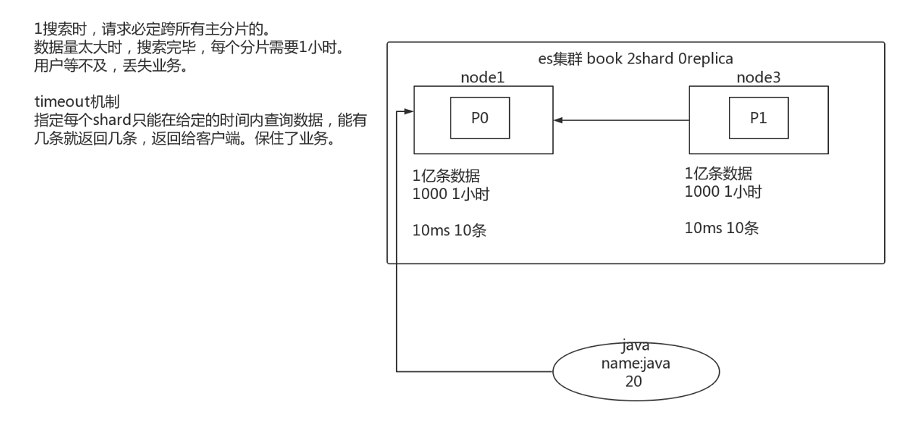 1搜索时，请求必定跨所有主分片的。
数据量太大时，搜索完毕，每个分片需要1小时。
用户等不及，丢失业务。
timeout机制
指定每个shard只能在给定的时间内查询数据，能有
几条就返回几条，返回给客户端。保住了业务。
es集群 book 2shard 0replica
node1
node3
P0
P1
1亿条数据
1000 1小时
10ms 10条
1亿条数据
1000 1小时
10ms 10条
java
name:java
20